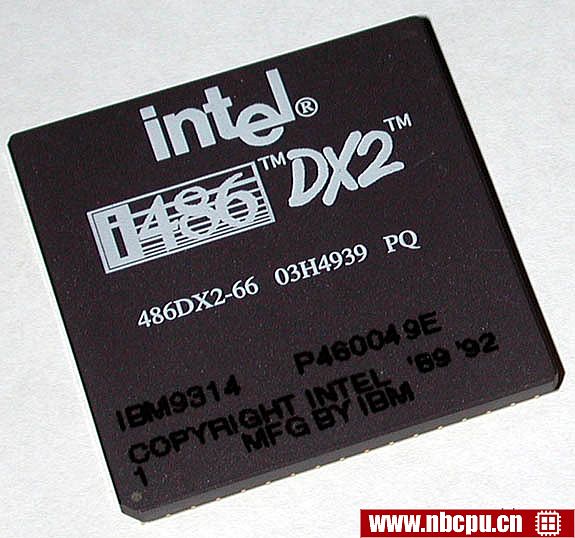 intel®
i486™ DX2™
486DX2-66 03H4939 PQ
IBM9314 P460049E
COPYRIGHT INTEL '89 '92
1 MFG BY IBM
www.nbcpu.cn